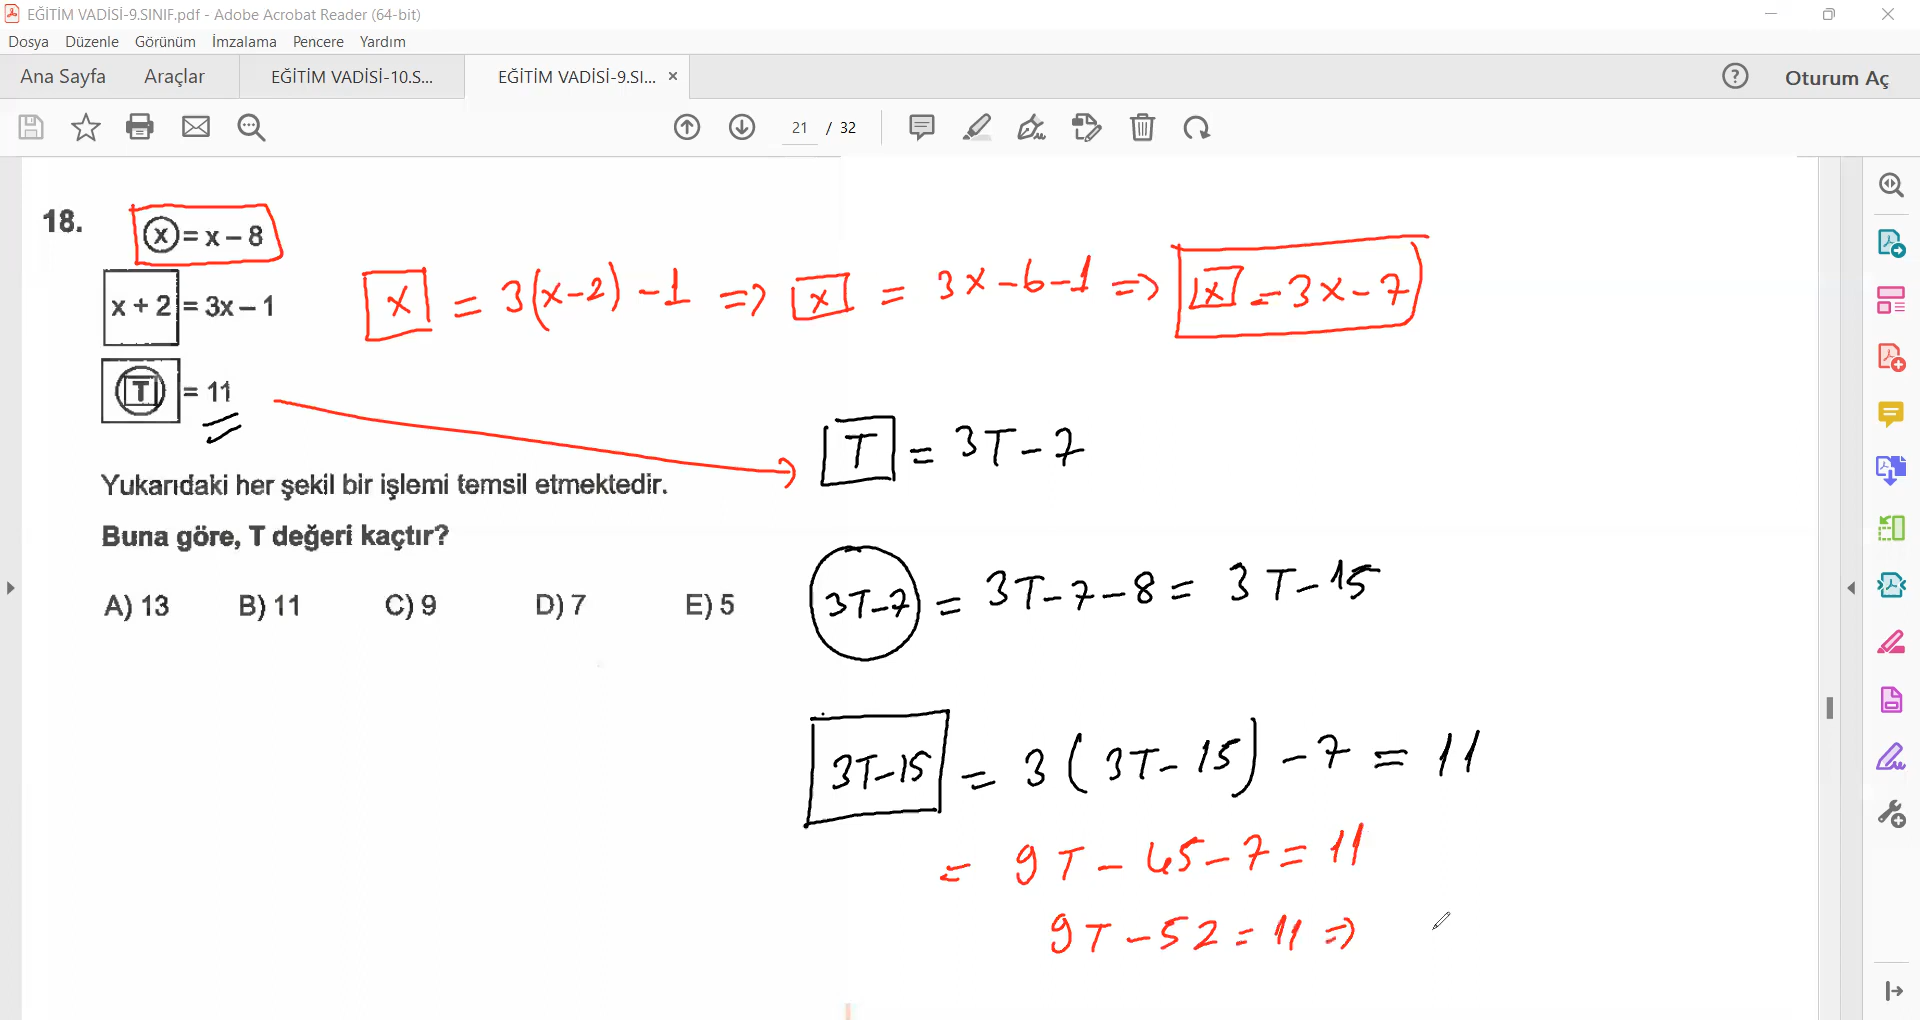 EĞİTİM VADİSİ-9.SINIF.pdf - Adobe Acrobat Reader (64-bit)
Dosya Düzenle Görünüm İmzalama Pencere Yardım
Ana Sayfa Araçlar EĞİTİM VADİSİ-10.S... EĞİTİM VADİSİ-9.SI... × Oturum Aç
21 / 32
18.
x = x – 8
x + 2 = 3x – 1
x = 3(x-2) - 1 => x = 3x - 6 - 1 => x = 3x - 7
T = 11
T = 3T - 7
Yukarıdaki her şekil bir işlemi temsil etmektedir.
Buna göre, T değeri kaçtır?
A) 13 B) 11 C) 9 D) 7 E) 5
3T-7 = 3T - 7 - 8 = 3T - 15
3T-15 = 3(3T - 15) - 7 = 11
= 9T - 45 - 7 = 11
9T - 52 = 11 =>